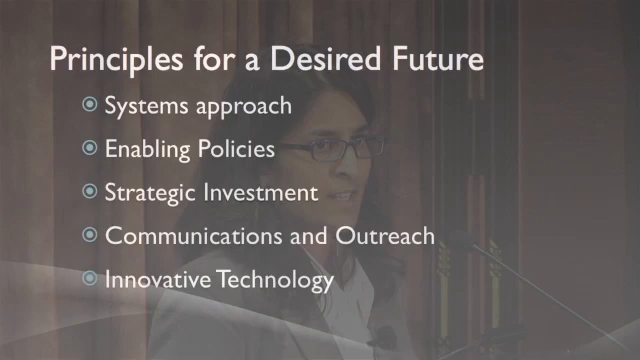 Principles for a Desired Future
Systems approach
Enabling Policies
Strategic Investment
Communications and Outreach
Innovative Technology